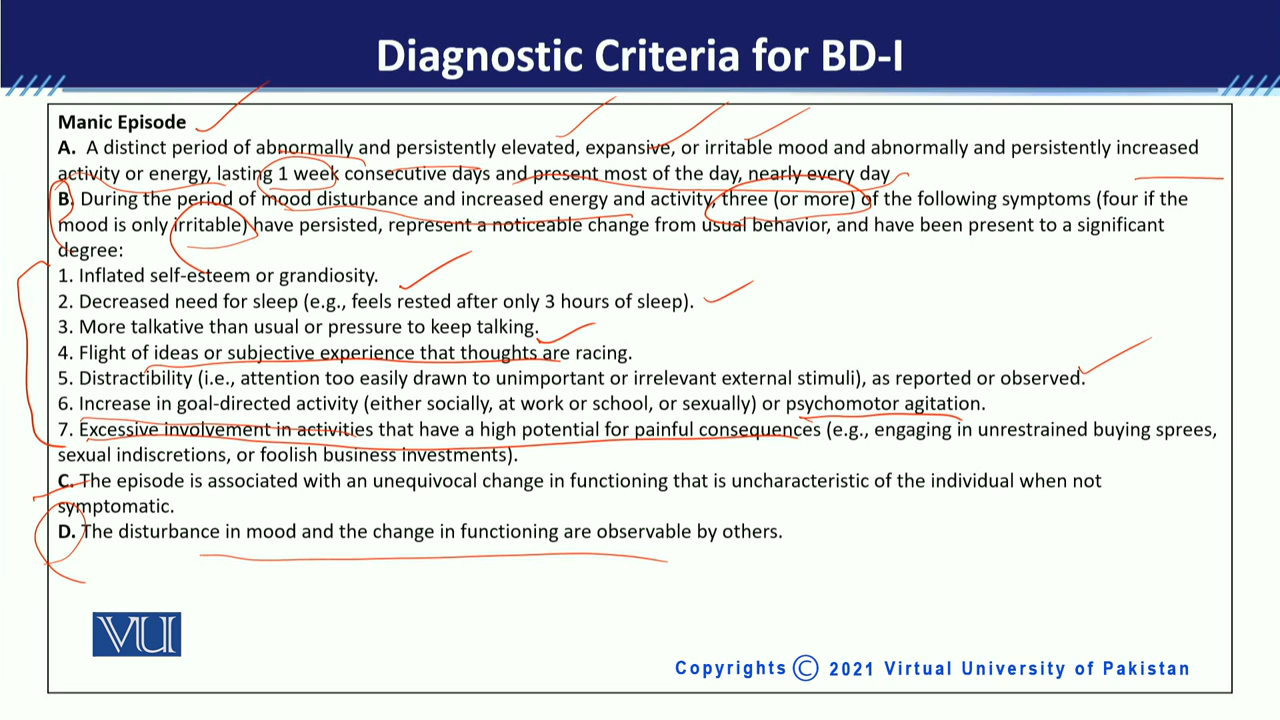 Diagnostic Criteria for BD-I
Manic Episode
A. A distinct period of abnormally and persistently elevated, expansive, or irritable mood and abnormally and persistently increased
activity or energy, lasting 1 week consecutive days and present most of the day, nearly every day
B. During the period of mood disturbance and increased energy and activity, three (or more) of the following symptoms (four if the
mood is only irritable) have persisted, represent a noticeable change from usual behavior, and have been present to a significant
degree:
1. Inflated self-esteem or grandiosity.
2. Decreased need for sleep (e.g., feels rested after only 3 hours of sleep).
3. More talkative than usual or pressure to keep talking.
4. Flight of ideas or subjective experience that thoughts are racing.
5. Distractibility (i.e., attention too easily drawn to unimportant or irrelevant external stimuli), as reported or observed.
6. Increase in goal-directed activity (either socially, at work or school, or sexually) or psychomotor agitation.
7. Excessive involvement in activities that have a high potential for painful consequences (e.g., engaging in unrestrained buying sprees,
sexual indiscretions, or foolish business investments).
C. The episode is associated with an unequivocal change in functioning that is uncharacteristic of the individual when not
symptomatic.
D. The disturbance in mood and the change in functioning are observable by others.
VU
Copyrights © 2021 Virtual University of Pakistan